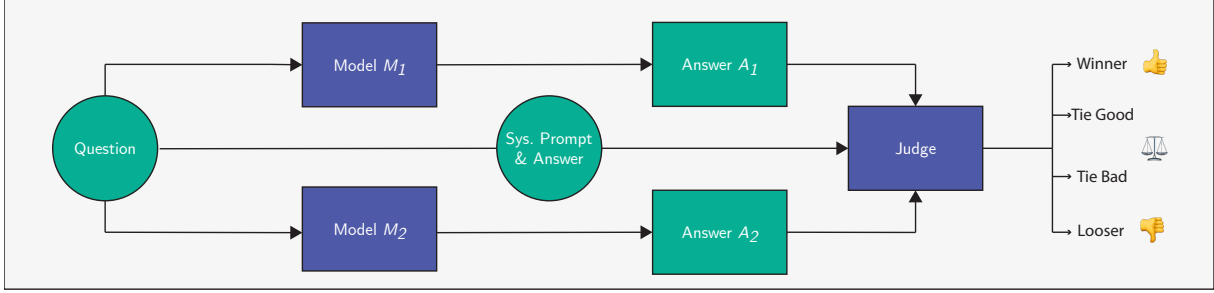 Model M1
Answer A1
Winner
Tie Good
Question
Sys. Prompt
& Answer
Judge
Tie Bad
Model M2
Answer A2
Looser